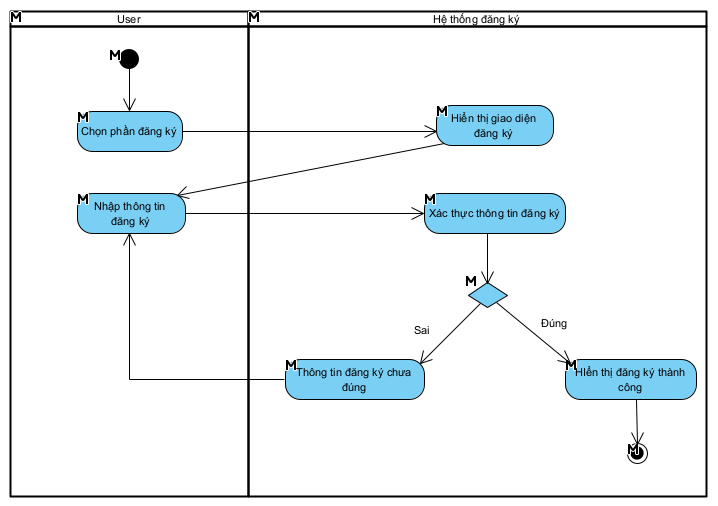 User
Hệ thống đăng ký
M
M
M
M
Chọn phần đăng ký
M
Hiển thị giao diện
đăng ký
M
Nhập thông tin
đăng ký
M
Xác thực thông tin đăng ký
M
Sai
Đúng
M
Thông tin đăng ký chưa
đúng
M
HIển thị đăng ký thành
công
M